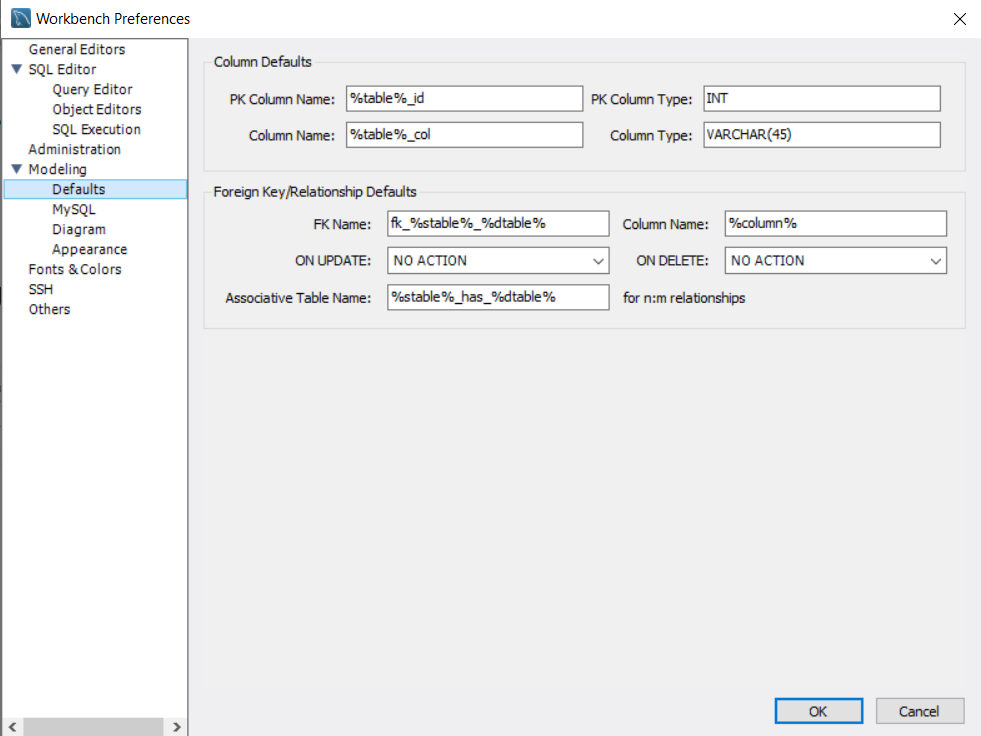 Workbench Preferences
General Editors
SQL Editor
Query Editor
Object Editors
SQL Execution
Administration
Modeling
Defaults
MySQL
Diagram
Appearance
Fonts & Colors
SSH
Others
Column Defaults
PK Column Name: %table%_id PK Column Type: INT
Column Name: %table%_col Column Type: VARCHAR(45)
Foreign Key/Relationship Defaults
FK Name: fk_%stable%_%dtable% Column Name: %column%
ON UPDATE: NO ACTION ON DELETE: NO ACTION
Associative Table Name: %stable%_has_%dtable% for n:m relationships
OK Cancel